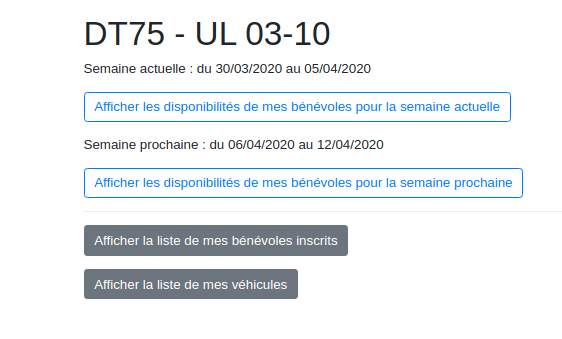 DT75 - UL 03-10
Semaine actuelle : du 30/03/2020 au 05/04/2020
Afficher les disponibilités de mes bénévoles pour la semaine actuelle
Semaine prochaine : du 06/04/2020 au 12/04/2020
Afficher les disponibilités de mes bénévoles pour la semaine prochaine
Afficher la liste de mes bénévoles inscrits
Afficher la liste de mes véhicules